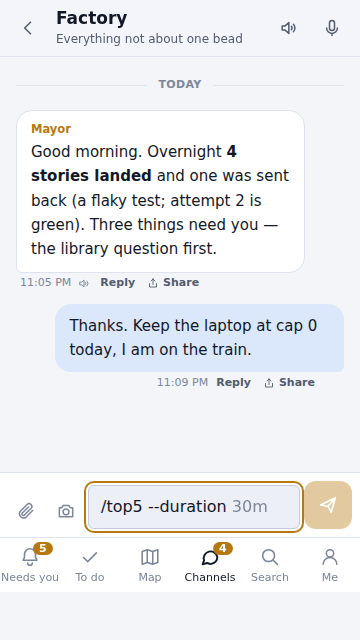 Factory
Everything not about one bead
TODAY
Mayor
Good morning. Overnight 4
stories landed and one was sent
back (a flaky test; attempt 2 is
green). Three things need you —
the library question first.
11:05 PM Reply Share
Thanks. Keep the laptop at cap 0
today, I am on the train.
11:09 PM Reply Share
/top5 --duration 30m
5 4
Needs you To do Map Channels Search Me